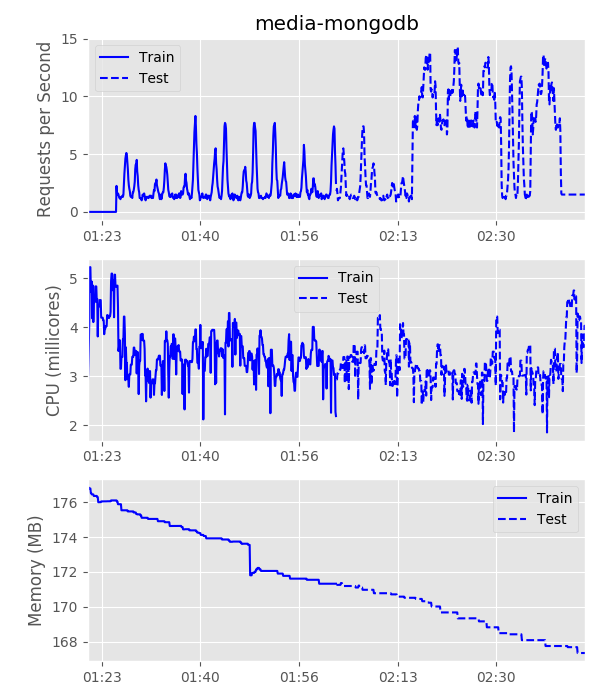 media-mongodb
Requests per Second
15
10
5
0
Train
Test
01:23 01:40 01:56 02:13 02:30
CPU (millicores)
5
4
3
2
Train
Test
01:23 01:40 01:56 02:13 02:30
Memory (MB)
176
174
172
170
168
Train
Test
01:23 01:40 01:56 02:13 02:30